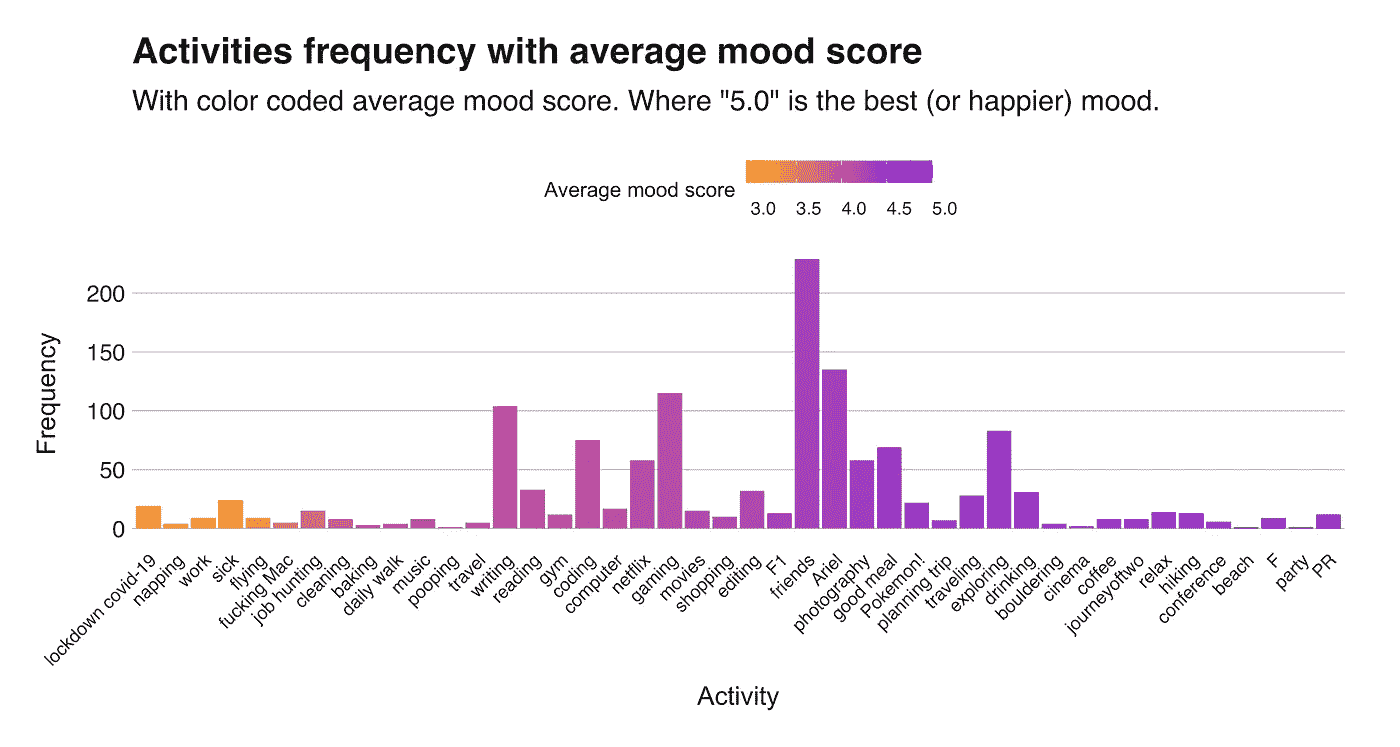 Activities frequency with average mood score
With color coded average mood score. Where "5.0" is the best (or happier) mood.
Average mood score
3.0 3.5 4.0 4.5 5.0
Frequency
200
150
100
50
0
lockdown covid-19
napping
work
sick
flying
fucking Mac
job hunting
cleaning
baking
daily walk
music
pooping
travel
writing
reading
gym
coding
computer
netflix
gaming
movies
shopping
editing
F1
friends
Ariel
photography
good meal
Pokemon!
planning trip
traveling
exploring
drinking
bouldering
cinema
coffee
journeyoftwo
relax
hiking
conference
beach
F
party
PR
Activity